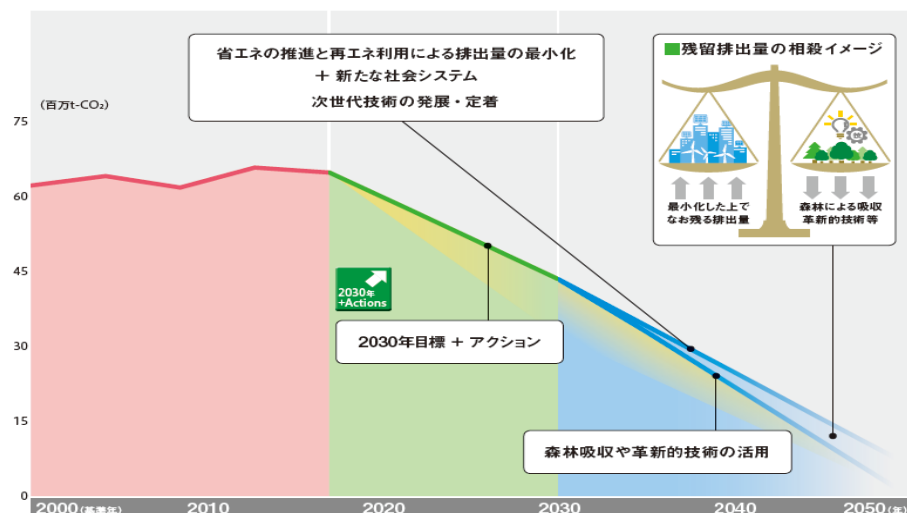 省エネの推進と再エネ利用による排出量の最小化
＋ 新たな社会システム
次世代技術の発展・定着
■残留排出量の相殺イメージ
技
最小化した上で
なお残る排出量
森林による吸収
革新的技術等
(百万t-CO₂)
75
60
45
30
15
0
2030年
+Actions
2030年目標 ＋ アクション
森林吸収や革新的技術の活用
2000(基準年) 2010 2020 2030 2040 2050(年)